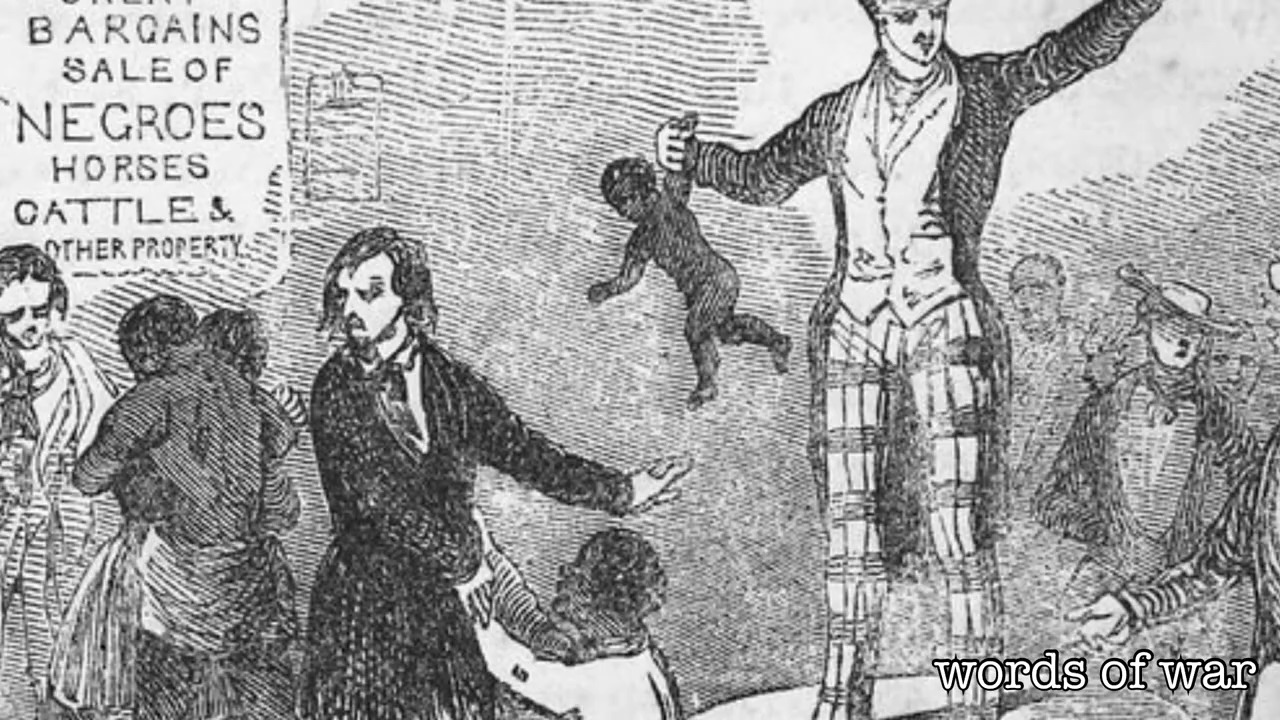 BARGAINS
SALE OF
NEGROES
HORSES
CATTLE &
OTHER PROPERTY
words of war